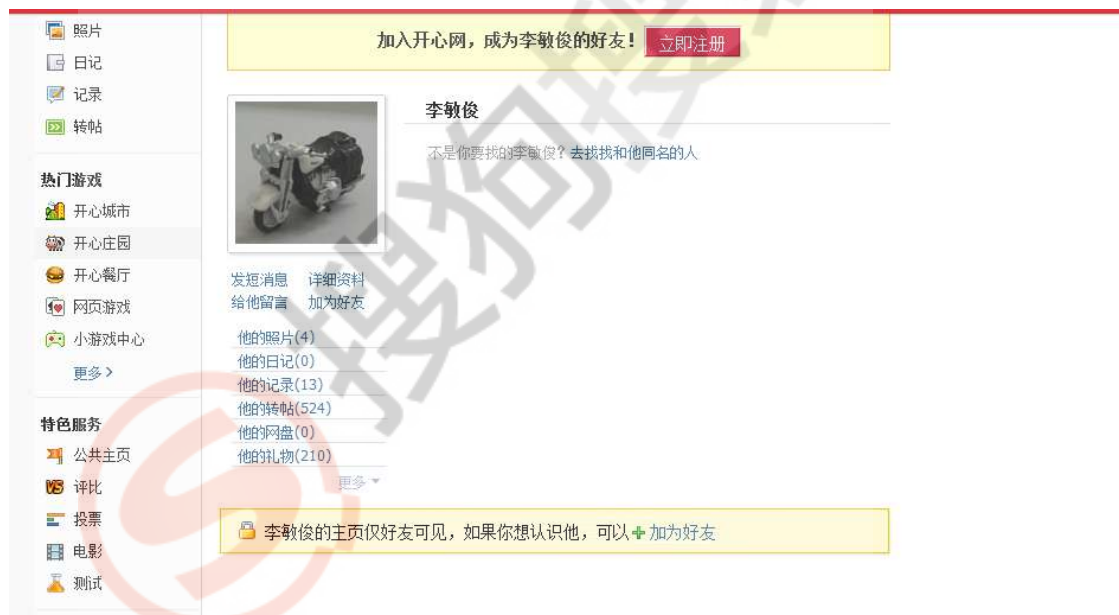 照片
日记
记录
转帖
热门游戏
开心城市
开心庄园
开心餐厅
网页游戏
小游戏中心
更多>
特色服务
公共主页
VS 评比
投票
电影
测试
加入开心网，成为李敏俊的好友！ 立即注册
李敏俊
不是你要找的李敏俊？去找找和他同名的人
发短消息 详细资料
给他留言 加为好友
他的照片(4)
他的日记(0)
他的记录(13)
他的转帖(524)
他的网盘(0)
他的礼物(210)
更多
李敏俊的主页仅好友可见，如果你想认识他，可以+加为好友
搜狗搜